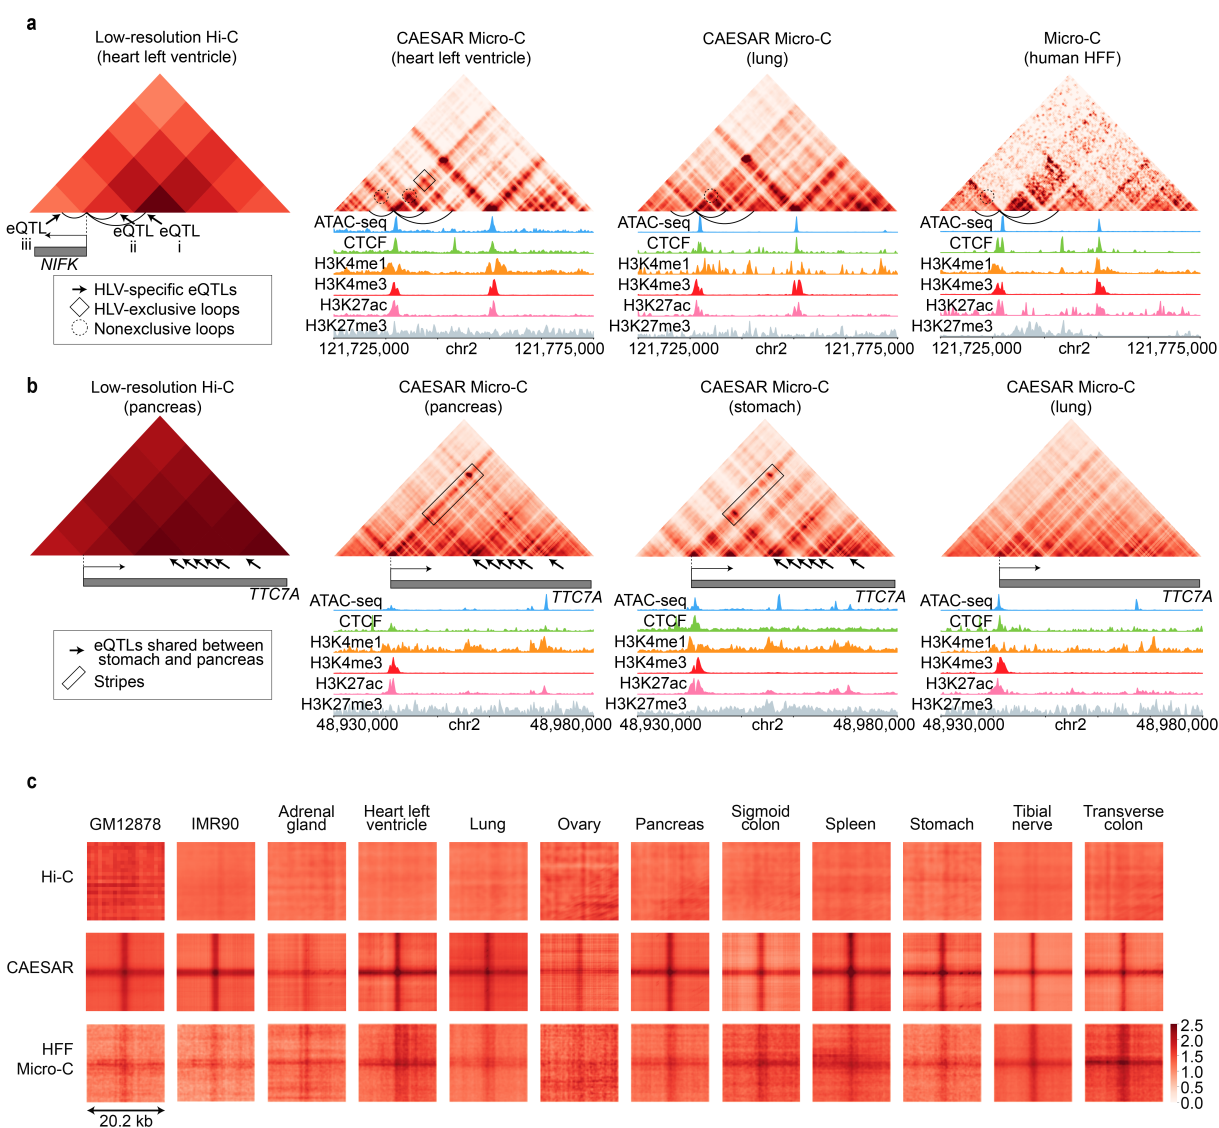 a
Low-resolution Hi-C
(heart left ventricle)
CAESAR Micro-C
(heart left ventricle)
CAESAR Micro-C
(lung)
Micro-C
(human HFF)
eQTL
iii
eQTL
ii
eQTL
i
NIFK
HLV-specific eQTLs
HLV-exclusive loops
Nonexclusive loops
ATAC-seq
CTCF
H3K4me1
H3K4me3
H3K27ac
H3K27me3
121,725,000 chr2 121,775,000
ATAC-seq
CTCF
H3K4me1
H3K4me3
H3K27ac
H3K27me3
121,725,000 chr2 121,775,000
ATAC-seq
CTCF
H3K4me1
H3K4me3
H3K27ac
H3K27me3
121,725,000 chr2 121,775,000
b
Low-resolution Hi-C
(pancreas)
CAESAR Micro-C
(pancreas)
CAESAR Micro-C
(stomach)
CAESAR Micro-C
(lung)
TTC7A
eQTLs shared between
stomach and pancreas
Stripes
TTC7A
ATAC-seq
CTCF
H3K4me1
H3K4me3
H3K27ac
H3K27me3
48,930,000 chr2 48,980,000
TTC7A
ATAC-seq
CTCF
H3K4me1
H3K4me3
H3K27ac
H3K27me3
48,930,000 chr2 48,980,000
TTC7A
ATAC-seq
CTCF
H3K4me1
H3K4me3
H3K27ac
H3K27me3
48,930,000 chr2 48,980,000
c
GM12878
IMR90
Adrenal
gland
Heart left
ventricle
Lung
Ovary
Pancreas
Sigmoid
colon
Spleen
Stomach
Tibial
nerve
Transverse
colon
Hi-C
CAESAR
HFF
Micro-C
2.5
2.0
1.5
1.0
0.5
0.0
20.2 kb